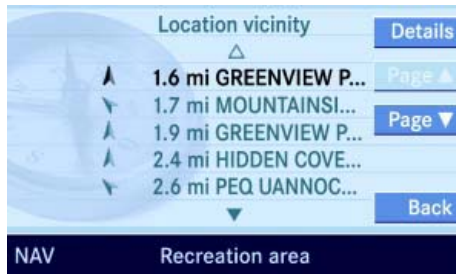 Location vicinity
Details
1.6 mi GREENVIEW P...
Page
1.7 mi MOUNTAINSI...
1.9 mi GREENVIEW P...
Page
2.4 mi HIDDEN COVE...
2.6 mi PEQ UANNOC...
Back
NAV Recreation area